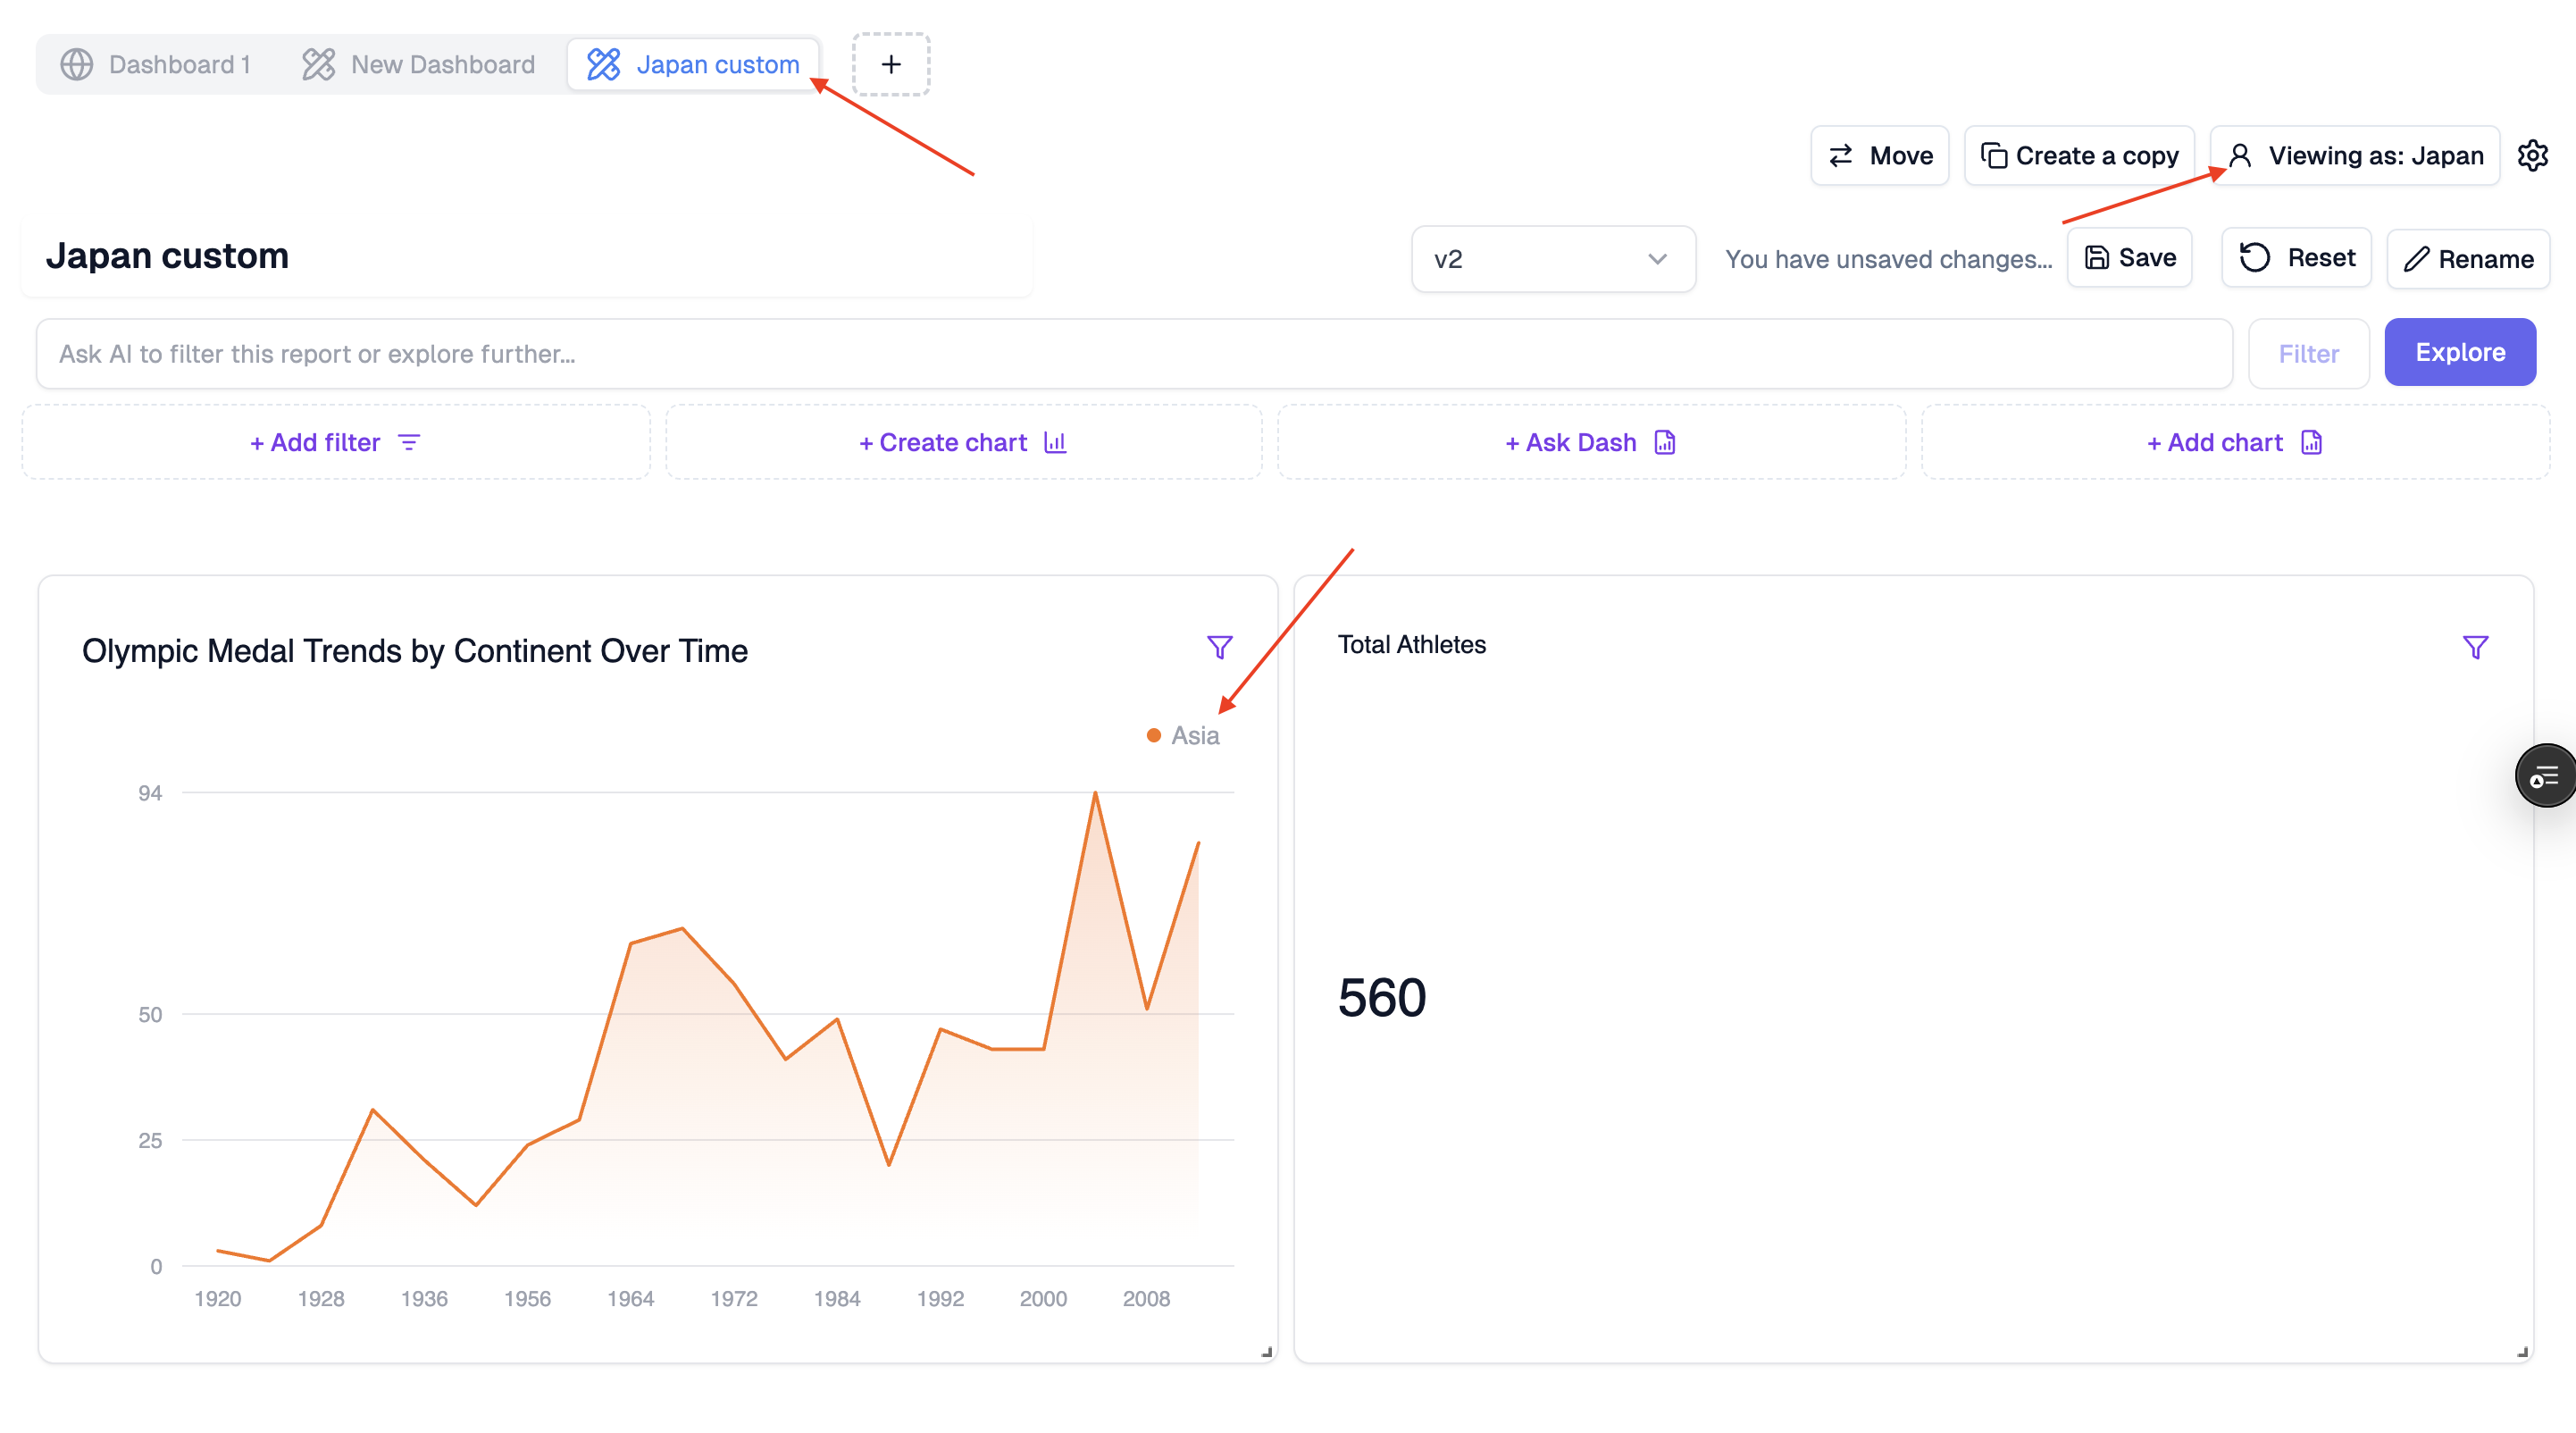 Dashboard 1
New Dashboard
Japan custom
+
Move
Create a copy
Viewing as: Japan
Japan custom
v2
You have unsaved changes...
Save
Reset
Rename
Ask AI to filter this report or explore further...
Filter
Explore
+ Add filter
+ Create chart
+ Ask Dash
+ Add chart
Olympic Medal Trends by Continent Over Time
Asia
94
50
25
0
1920
1928
1936
1956
1964
1972
1984
1992
2000
2008
Total Athletes
560